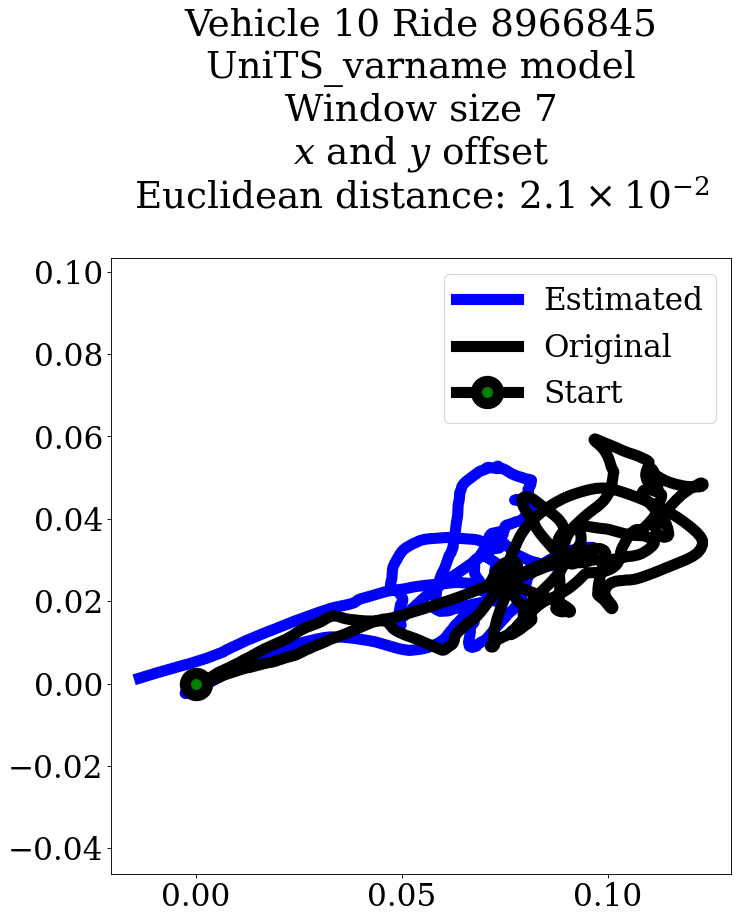 Vehicle 10 Ride 8966845
UniTS_varname model
Window size 7
x and y offset
Euclidean distance: 2.1 × 10⁻²
0.10
0.08
0.06
0.04
0.02
0.00
−0.02
−0.04
Estimated
Original
Start
0.00 0.05 0.10